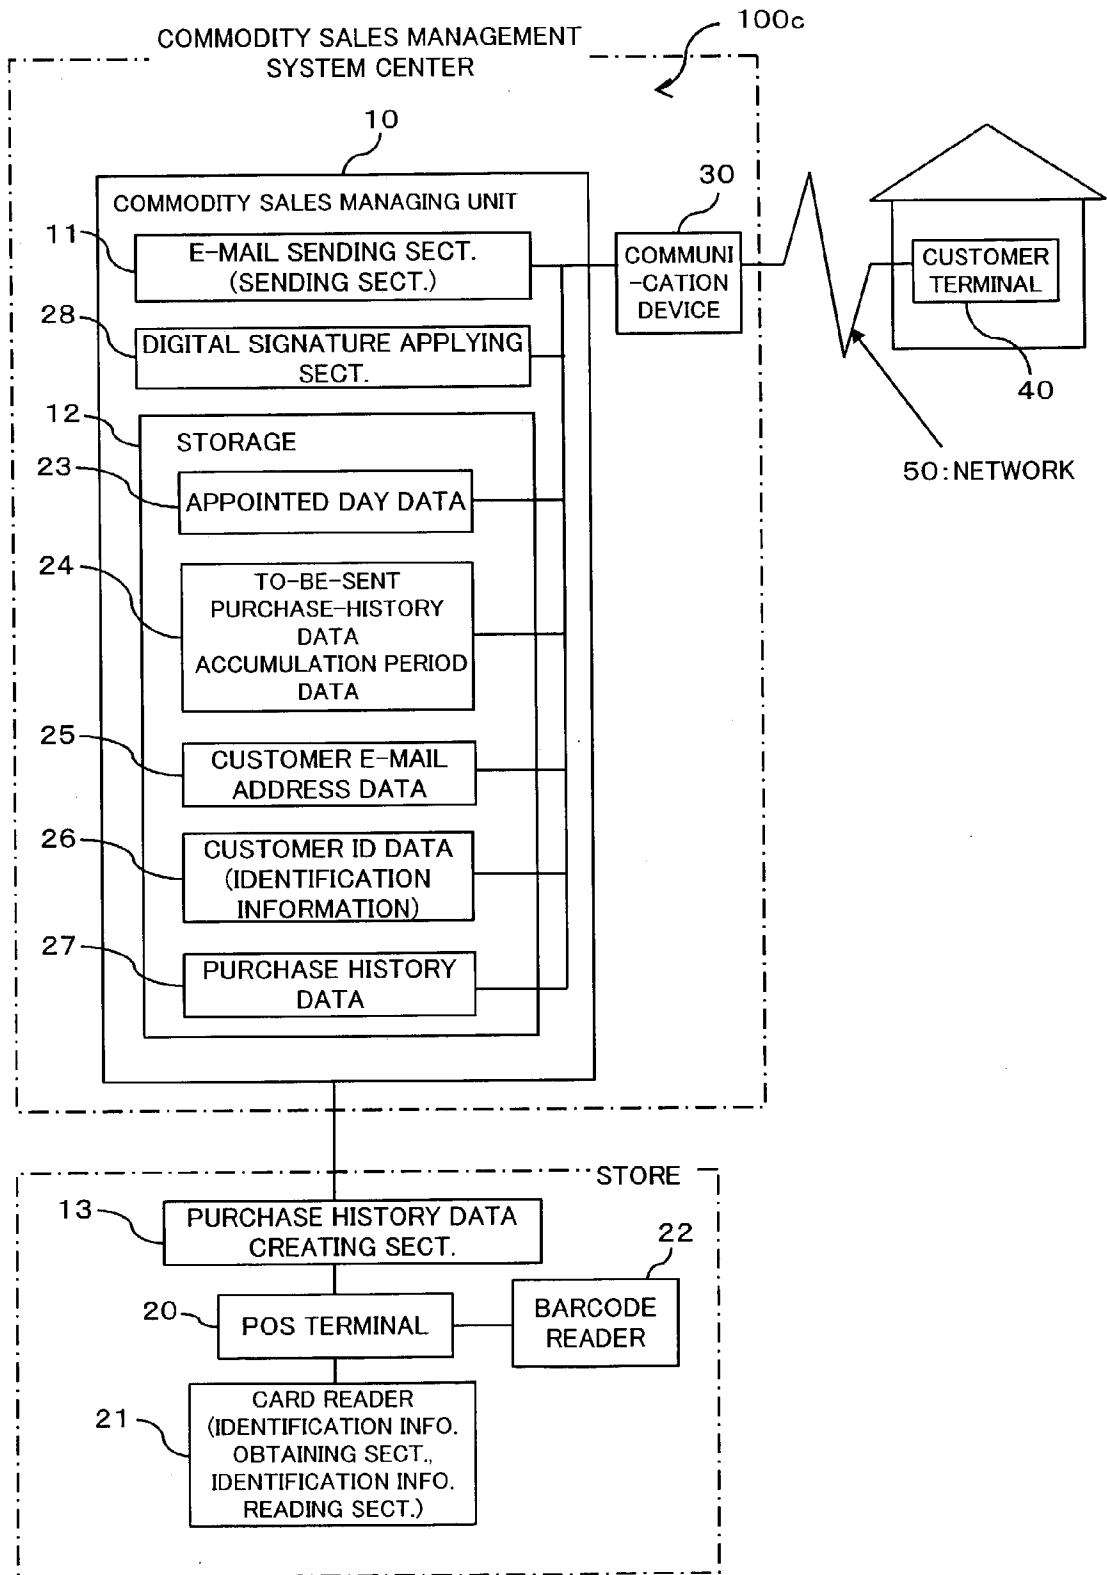 100c
COMMODITY SALES MANAGEMENT
SYSTEM CENTER
10
30
COMMODITY SALES MANAGING UNIT
11
E-MAIL SENDING SECT.
(SENDING SECT.)
COMMUNI
-CATION
DEVICE
CUSTOMER
TERMINAL
28
DIGITAL SIGNATURE APPLYING
SECT.
40
12
STORAGE
50:NETWORK
23
APPOINTED DAY DATA
24
TO-BE-SENT
PURCHASE-HISTORY
DATA
ACCUMULATION PERIOD
DATA
25
CUSTOMER E-MAIL
ADDRESS DATA
26
CUSTOMER ID DATA
(IDENTIFICATION
INFORMATION)
27
PURCHASE HISTORY
DATA
STORE
13
PURCHASE HISTORY DATA
CREATING SECT.
22
20
POS TERMINAL
BARCODE
READER
21
CARD READER
(IDENTIFICATION INFO.
OBTAINING SECT.,
IDENTIFICATION INFO.
READING SECT.)